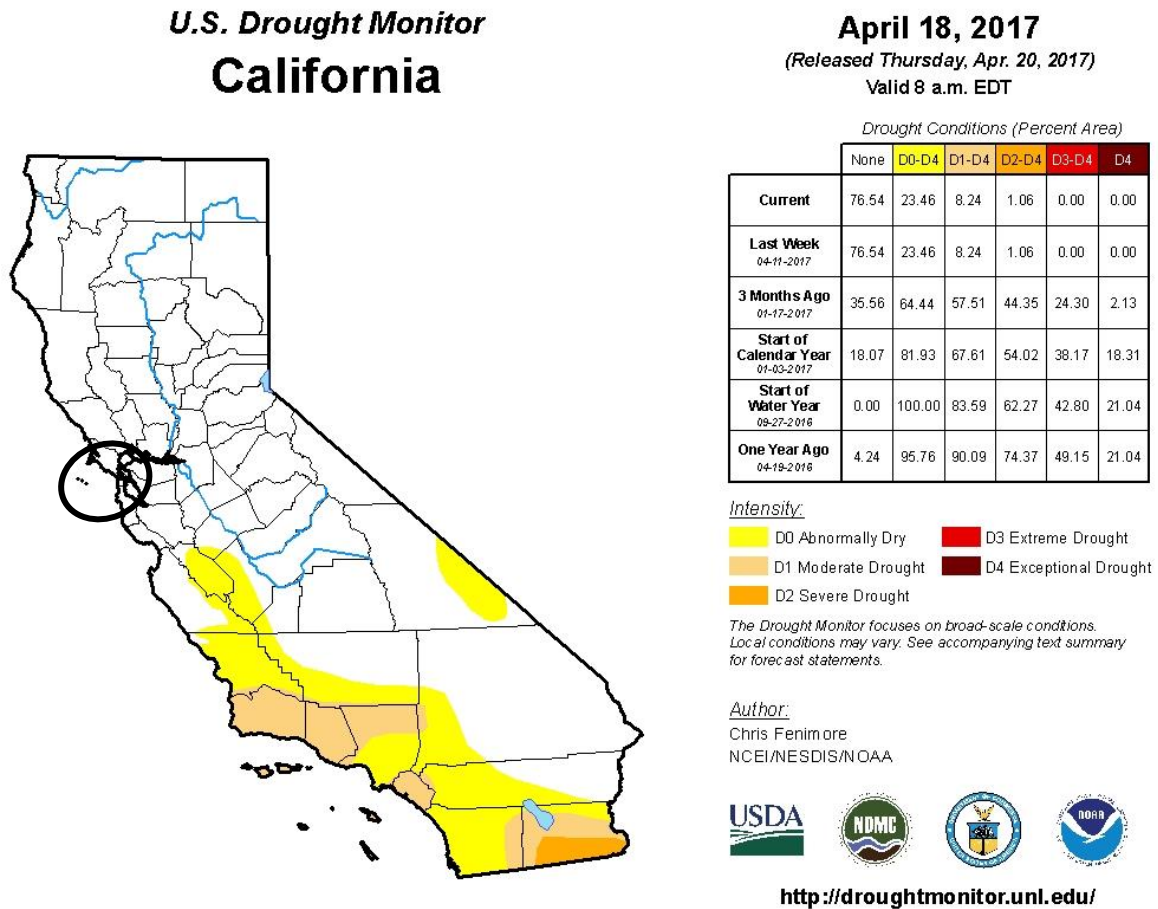 U.S. Drought Monitor
California
April 18, 2017
(Released Thursday, Apr. 20, 2017)
Valid 8 a.m. EDT
Drought Conditions (Percent Area)
None D0-D4 D1-D4 D2-D4 D3-D4 D4
Current 76.54 23.46 8.24 1.06 0.00 0.00
Last Week
04-11-2017
76.54 23.46 8.24 1.06 0.00 0.00
3 Months Ago
01-17-2017
35.56 64.44 57.51 44.35 24.30 2.13
Start of
Calendar Year
01-03-2017
18.07 81.93 67.61 54.02 38.17 18.31
Start of
Water Year
09-27-2016
0.00 100.00 83.59 62.27 42.80 21.04
One Year Ago
04-19-2016
4.24 95.76 90.09 74.37 49.15 21.04
Intensity:
D0 Abnormally Dry
D3 Extreme Drought
D1 Moderate Drought
D4 Exceptional Drought
D2 Severe Drought
The Drought Monitor focuses on broad-scale conditions.
Local conditions may vary. See accompanying text summary
for forecast statements.
Author:
Chris Fenimore
NCEI/NESDIS/NOAA
USDA
NDMC
NOAA
http://droughtmonitor.unl.edu/